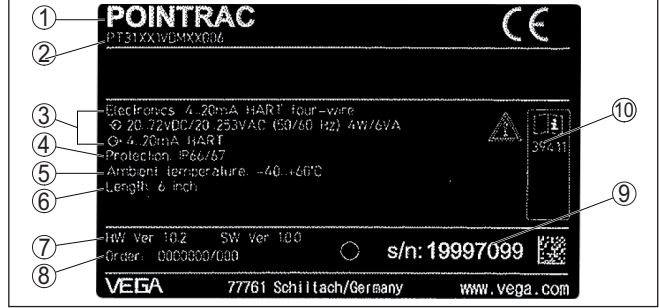 POINTRAC
CE
PT31XX1VDMXX006
Electronics 4..20mA HART four-wire
20..72VDC/20..253VAC (50/60 Hz) 4W/6VA
4..20mA HART
Protection IP66/67
Ambient temperature -40..+60°C
Length 6 inch
39411
HW Ver 1.0.2 SW Ver 1.0.0
Order: 0000000/000
s/n: 19997099
VEGA 77761 Schiltach/Germany www.vega.com
1
2
3
4
5
6
7
8
9
10